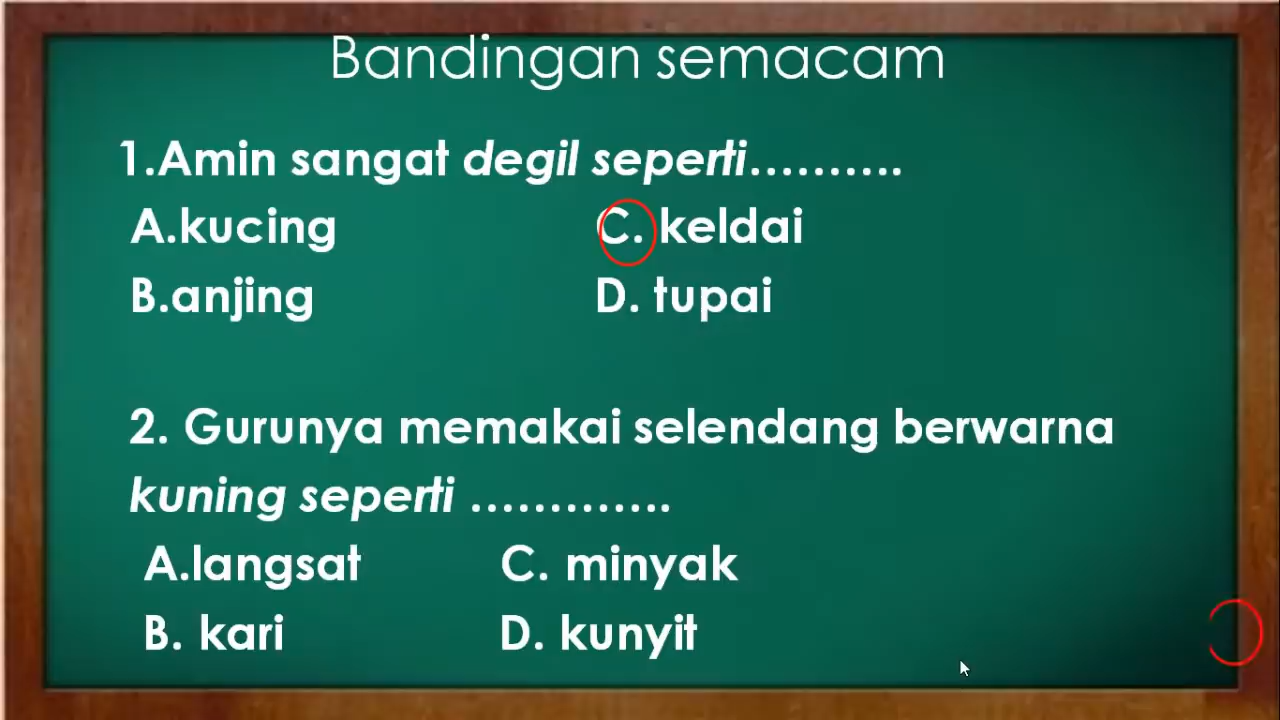 Bandingan semacam
1.Amin sangat degil seperti..........
A.kucing C. keldai
B.anjing D. tupai
2. Gurunya memakai selendang berwarna
kuning seperti .............
A.langsat C. minyak
B. kari D. kunyit